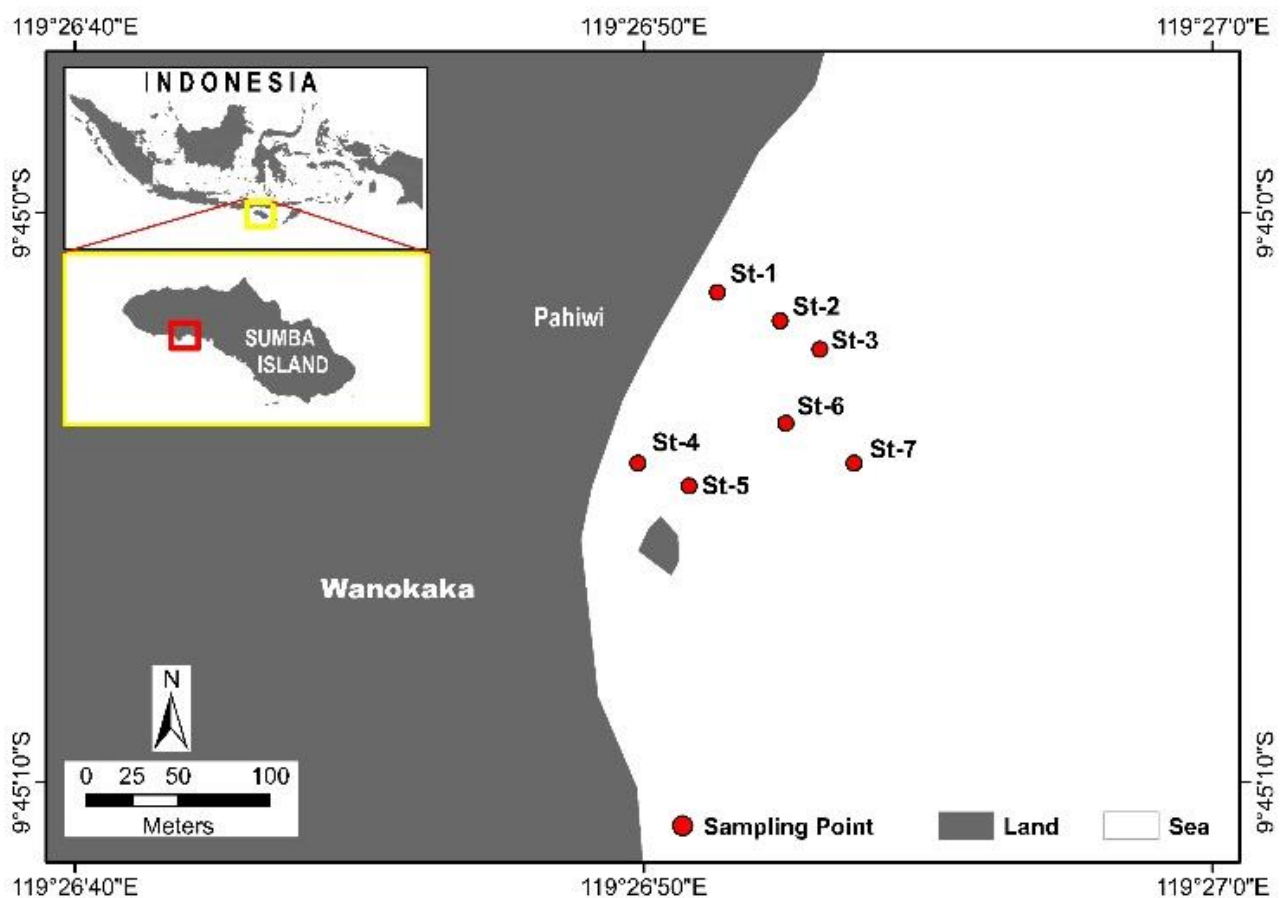 119°26'40"E 119°26'50"E 119°27'0"E
INDONESIA
9°45'0"S 9°45'0"S
St-1
Pahiwi
St-2
SUMBA
St-3
ISLAND
St-6
St-4
St-7
St-5
Wanokaka
N
9°45'10"S 9°45'10"S
0 25 50 100
Meters
Sampling Point Land Sea
119°26'40"E 119°26'50"E 119°27'0"E